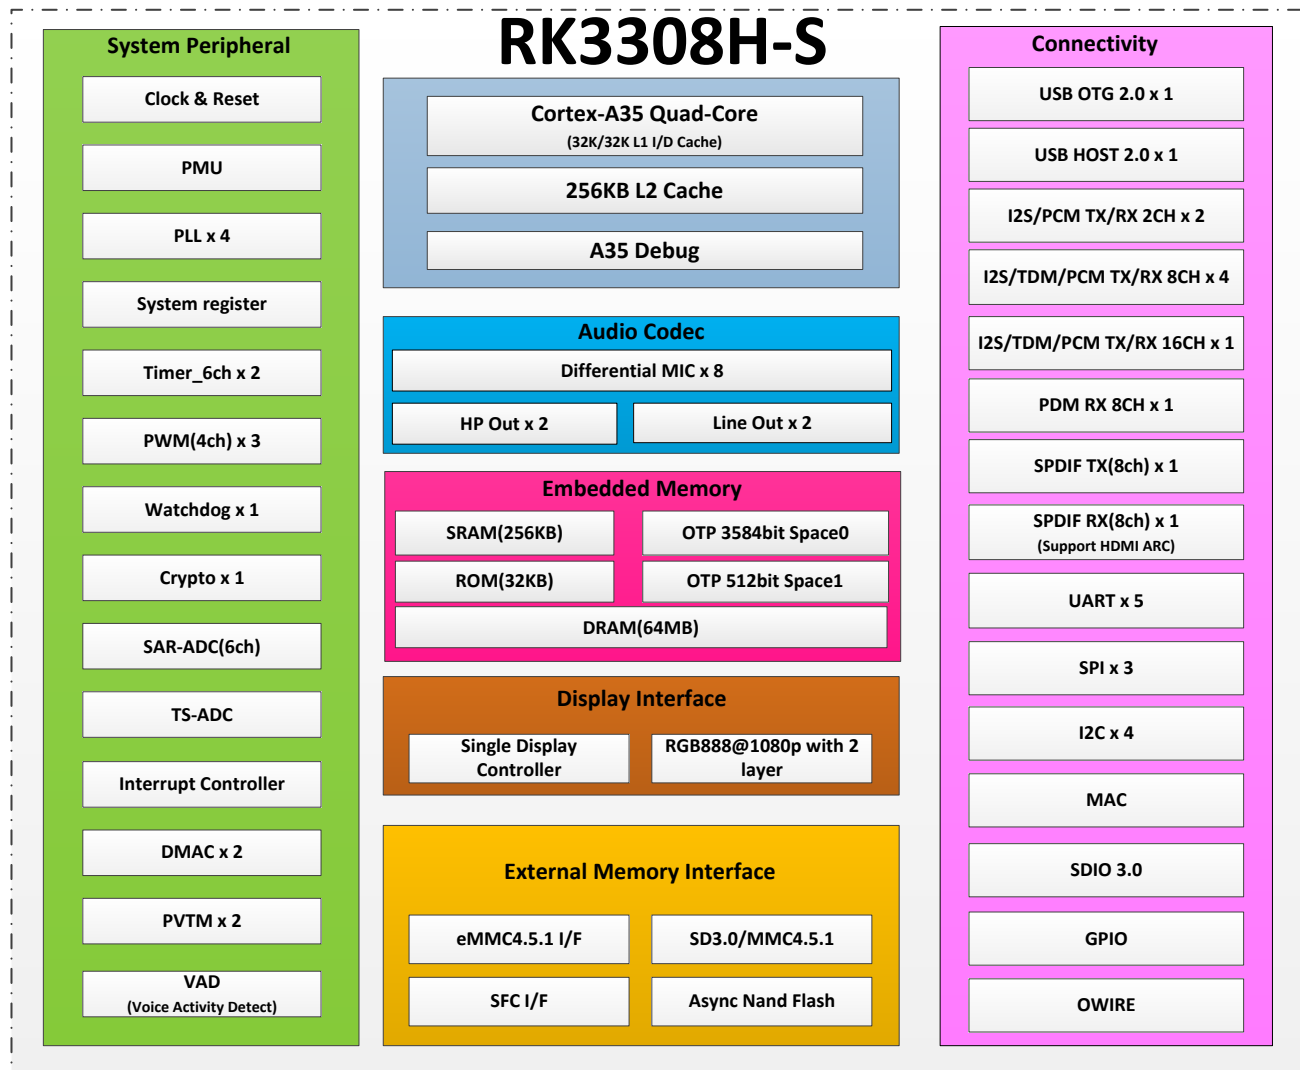 RK3308H-S
System Peripheral
Clock & Reset
PMU
PLL x 4
System register
Timer_6ch x 2
PWM(4ch) x 3
Watchdog x 1
Crypto x 1
SAR-ADC(6ch)
TS-ADC
Interrupt Controller
DMAC x 2
PVTM x 2
VAD
(Voice Activity Detect)
Cortex-A35 Quad-Core
(32K/32K L1 I/D Cache)
256KB L2 Cache
A35 Debug
Audio Codec
Differential MIC x 8
HP Out x 2
Line Out x 2
Embedded Memory
SRAM(256KB)
OTP 3584bit Space0
ROM(32KB)
OTP 512bit Space1
DRAM(64MB)
Display Interface
Single Display
Controller
RGB888@1080p with 2
layer
External Memory Interface
eMMC4.5.1 I/F
SD3.0/MMC4.5.1
SFC I/F
Async Nand Flash
Connectivity
USB OTG 2.0 x 1
USB HOST 2.0 x 1
I2S/PCM TX/RX 2CH x 2
I2S/TDM/PCM TX/RX 8CH x 4
I2S/TDM/PCM TX/RX 16CH x 1
PDM RX 8CH x 1
SPDIF TX(8ch) x 1
SPDIF RX(8ch) x 1
(Support HDMI ARC)
UART x 5
SPI x 3
I2C x 4
MAC
SDIO 3.0
GPIO
OWIRE